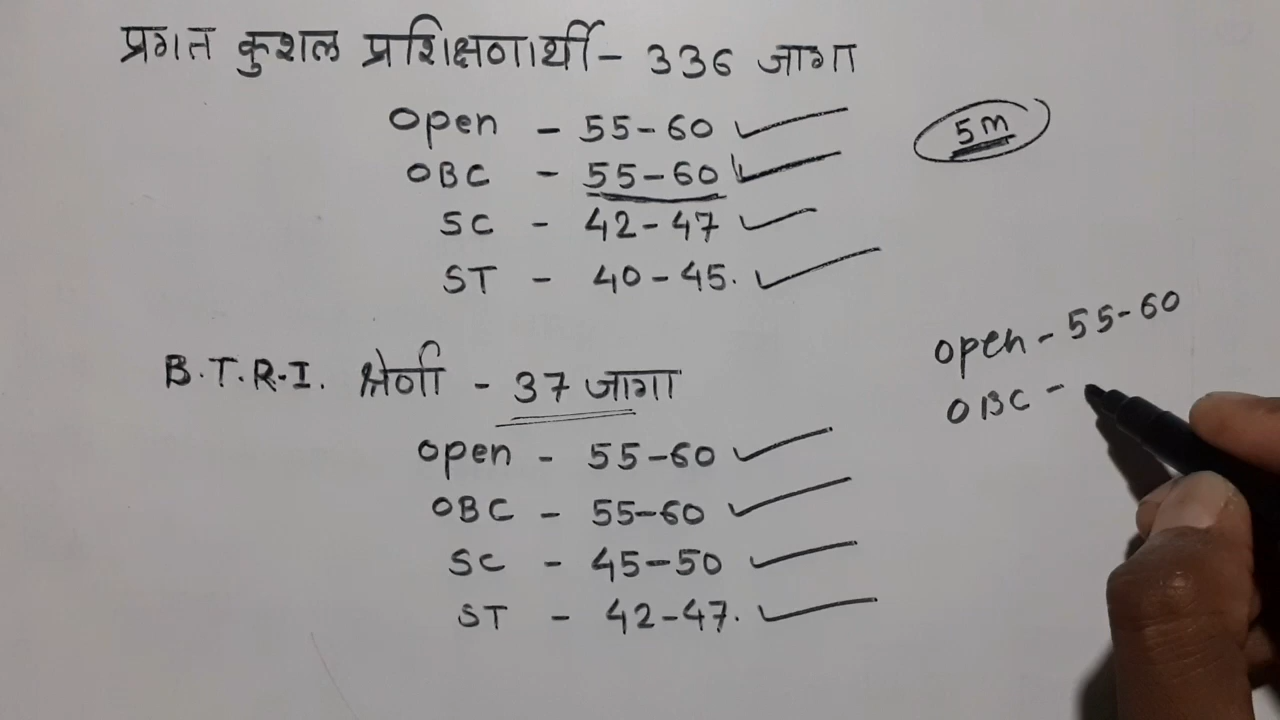 प्रगत कुशल प्रशिक्षणार्थी - 336 जागा
open - 55-60
OBC - 55-60
SC - 42-47
ST - 40-45.
5m
B.T.R.I. श्रेणी - 37 जागा
open - 55-60
OBC - 55-60
SC - 45-50
ST - 42-47.
open - 55-60
OBC -